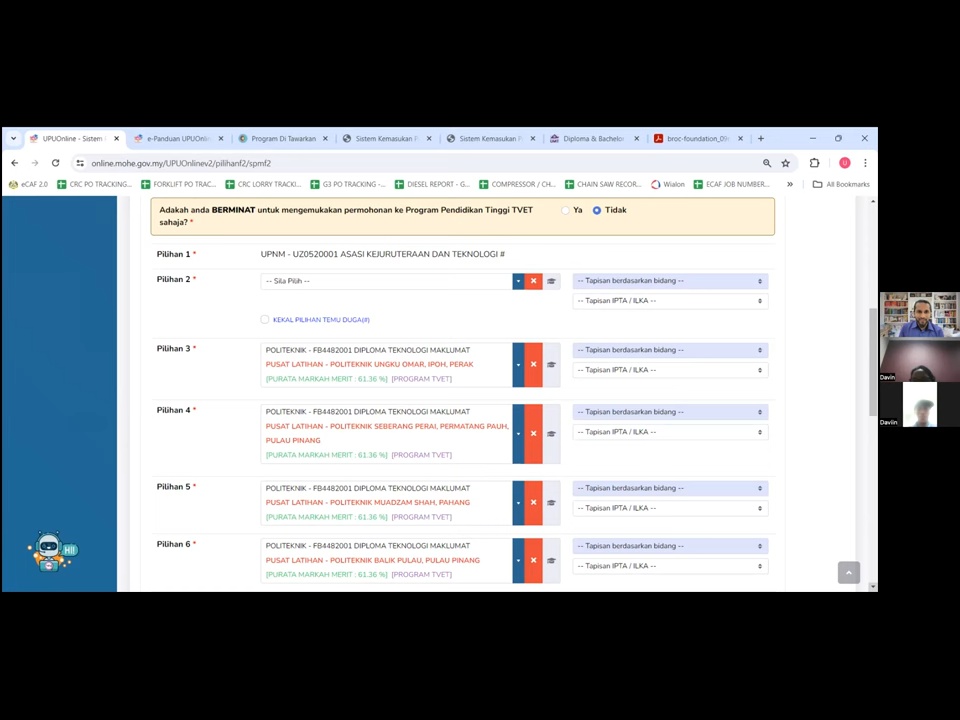 UPUOnline - Sistem
e-Panduan UPUOnlin
Program Di Tawarkan
Sistem Kemasukan P
Sistem Kemasukan P
Diploma & Bachelor
broc-foundation_09
online.mohe.gov.my/UPUOnlinev2/pilihanf2/spmf2
U
eCAF 2.0
CRC PO TRACKING...
FORKLIFT PO TRAC...
CRC LORRY TRACKI...
G3 PO TRACKING -...
DIESEL REPORT - G...
COMPRESSOR / CH...
CHAIN SAW RECOR...
Wialon
ECAF JOB NUMBER...
»
All Bookmarks
Adakah anda BERMINAT untuk mengemukakan permohonan ke Program Pendidikan Tinggi TVET
sahaja? *
Ya
Tidak
Pilihan 1 *
UPNM - UZ0520001 ASASI KEJURUTERAAN DAN TEKNOLOGI #
Pilihan 2 *
-- Sila Pilih --
-- Tapisan berdasarkan bidang --
-- Tapisan IPTA / ILKA --
KEKAL PILIHAN TEMU DUGA(#)
Pilihan 3 *
POLITEKNIK - FB4482001 DIPLOMA TEKNOLOGI MAKLUMAT
PUSAT LATIHAN - POLITEKNIK UNGKU OMAR, IPOH, PERAK
[PURATA MARKAH MERIT : 61.36 %] [PROGRAM TVET]
-- Tapisan berdasarkan bidang --
-- Tapisan IPTA / ILKA --
Pilihan 4 *
POLITEKNIK - FB4482001 DIPLOMA TEKNOLOGI MAKLUMAT
PUSAT LATIHAN - POLITEKNIK SEBERANG PERAI, PERMATANG PAUH,
PULAU PINANG
[PURATA MARKAH MERIT : 61.36 %] [PROGRAM TVET]
-- Tapisan berdasarkan bidang --
-- Tapisan IPTA / ILKA --
Pilihan 5 *
POLITEKNIK - FB4482001 DIPLOMA TEKNOLOGI MAKLUMAT
PUSAT LATIHAN - POLITEKNIK MUADZAM SHAH, PAHANG
[PURATA MARKAH MERIT : 61.36 %] [PROGRAM TVET]
-- Tapisan berdasarkan bidang --
-- Tapisan IPTA / ILKA --
Pilihan 6 *
POLITEKNIK - FB4482001 DIPLOMA TEKNOLOGI MAKLUMAT
PUSAT LATIHAN - POLITEKNIK BALIK PULAU, PULAU PINANG
[PURATA MARKAH MERIT : 61.36 %] [PROGRAM TVET]
-- Tapisan berdasarkan bidang --
-- Tapisan IPTA / ILKA --
HI!
Davin
Daviin